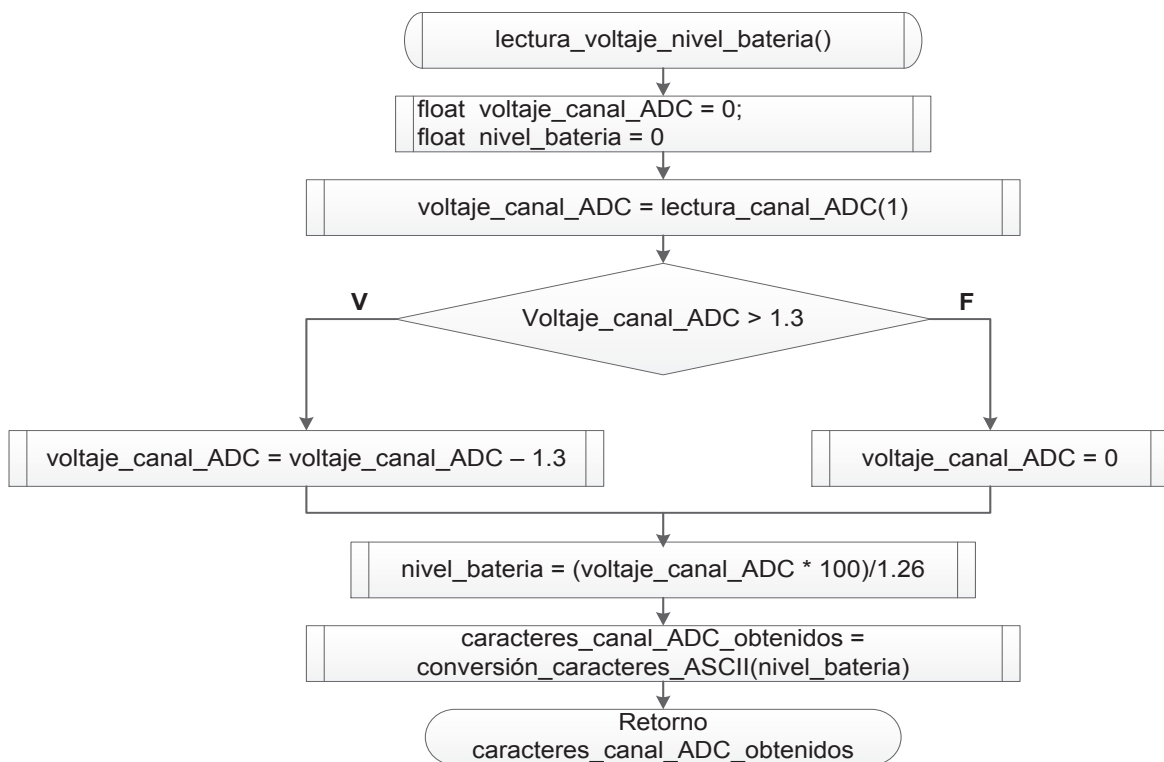 lectura_voltaje_nivel_bateria()
float  voltaje_canal_ADC = 0;
float  nivel_bateria = 0
voltaje_canal_ADC = lectura_canal_ADC(1)
Voltaje_canal_ADC > 1.3
V
F
voltaje_canal_ADC = voltaje_canal_ADC – 1.3
voltaje_canal_ADC = 0
nivel_bateria = (voltaje_canal_ADC * 100)/1.26
caracteres_canal_ADC_obtenidos =
conversión_caracteres_ASCII(nivel_bateria)
Retorno
caracteres_canal_ADC_obtenidos